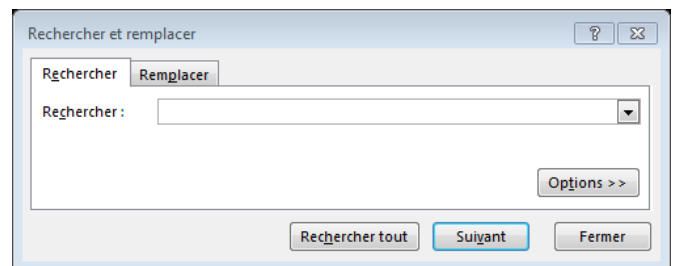 Rechercher et remplacer
Rechercher Remplacer
Rechercher :
Options >>
Rechercher tout Suivant Fermer